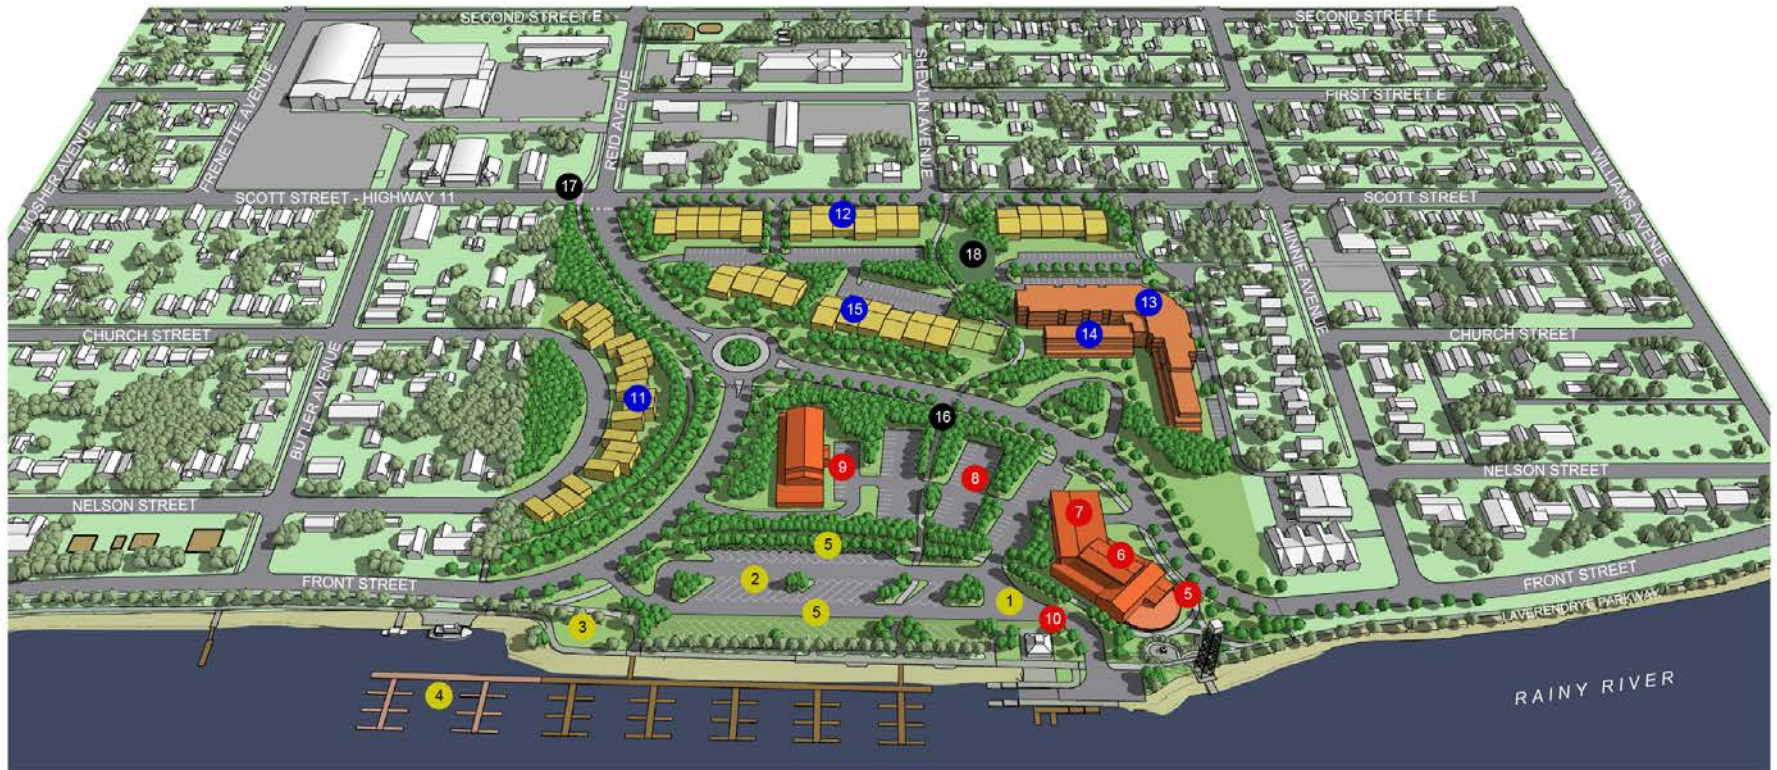 SECOND STREET E
SECOND STREET E
FRENETTE AVENUE
REID AVENUE
SHEVLIN AVENUE
FIRST STREET E
MOSHER AVENUE
WILLIAMS AVENUE
17
SCOTT STREET - HIGHWAY 11
SCOTT STREET
12
18
MINNIE AVENUE
13
15
14
CHURCH STREET
CHURCH STREET
BUTLER AVENUE
11
16
9
8
NELSON STREET
NELSON STREET
7
5
6
FRONT STREET
FRONT STREET
2
1
5
5
10
3
LAVERENDRYE PARKWAY
4
RAINY RIVER